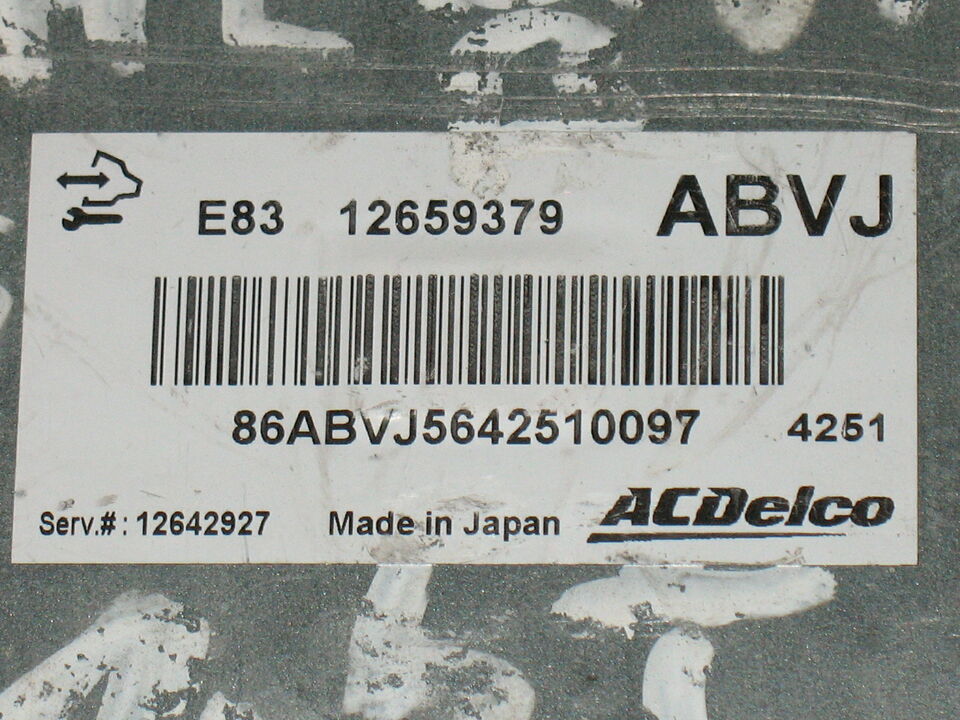 E83 12659379 ABVJ
86ABVJ5642510097 4251
Serv.#: 12642927 Made in Japan ACDelco